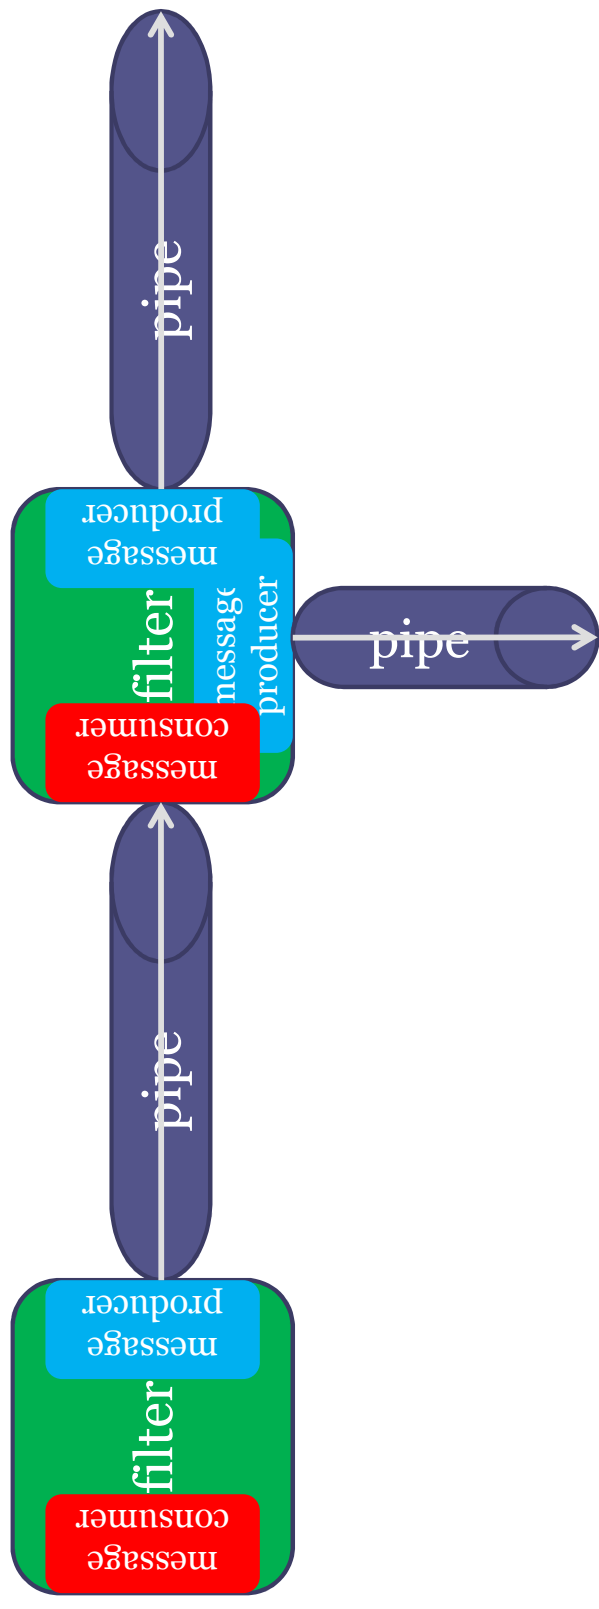 pipe
message
producer
filter
message
producer
pipe
message
consumer
pipe
message
producer
filter
message
consumer